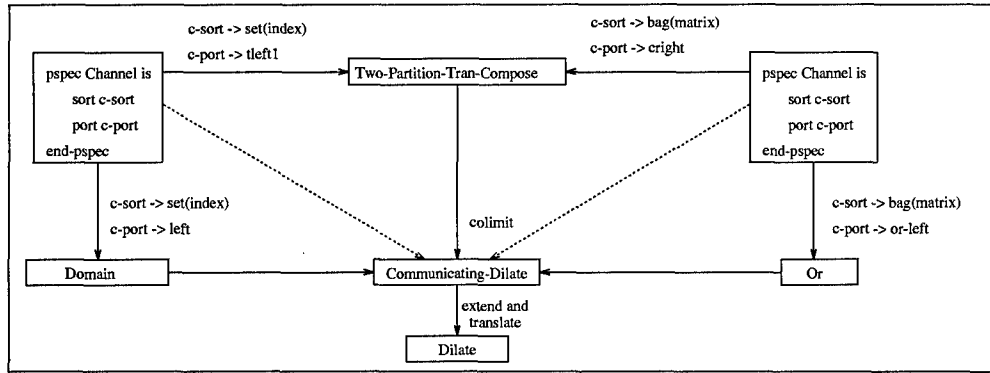 c-sort -> set(index)
c-port -> tleft1
c-sort -> bag(matrix)
c-port -> cright
pspec Channel is
sort c-sort
port c-port
end-pspec
Two-Partition-Tran-Compose
pspec Channel is
sort c-sort
port c-port
end-pspec
c-sort -> set(index)
c-port -> left
colimit
c-sort -> bag(matrix)
c-port -> or-left
Domain
Communicating-Dilate
Or
extend and
translate
Dilate